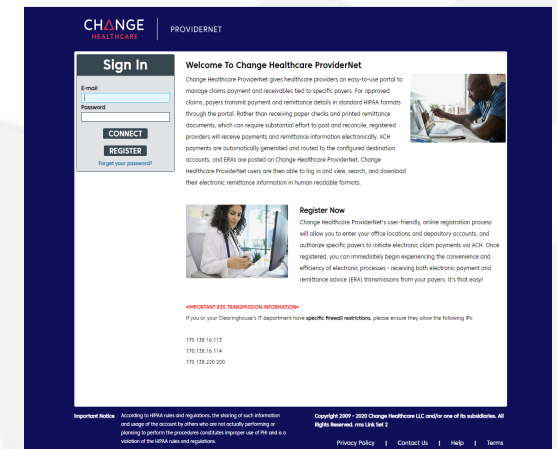 CHANGE
HEALTHCARE
PROVIDERNET
Sign In
E-mail
Password
CONNECT
REGISTER
Forget your password?
Welcome To Change Healthcare ProviderNet
Change Healthcare ProviderNet gives healthcare providers an easy-to-use portal to
manage claims payment and receivables tied to specific payers. For approved
claims, payers transmit payment and remittance details in standard HIPAA formats
through the portal. Rather than receiving paper checks and printed remittance
documents, which can require substantial effort to post and reconcile, registered
providers will receive payments and remittance information electronically. ACH
payments are automatically generated and routed to the configured destination
accounts, and ERAs are posted on Change Healthcare ProviderNet. Change
Healthcare ProviderNet users are then able to log in and view, search, and download
their electronic remittance information in human readable formats.
Register Now
Change Healthcare ProviderNet's user-friendly, online registration process
will allow you to enter your office locations and depository accounts, and
authorize specific payers to initiate electronic claim payments via ACH. Once
registered, you can immediately begin experiencing the convenience and
efficiency of electronic processes - receiving both electronic payment and
remittance advice (ERA) transmissions from your payers. It's that easy!
*IMPORTANT 835 TRANSMISSION INFORMATION*
If you or your Clearinghouse's IT department have specific firewall restrictions, please ensure they allow the following IPs:
170.138.16.113
170.138.16.114
170.138.220.200
Important Notice
According to HIPAA rules and regulations, the sharing of such information
and usage of the account by others who are not actually performing or
planning to perform the procedures constitutes improper use of PHI and is a
violation of the HIPAA rules and regulations.
Copyright 2009 - 2020 Change Healthcare LLC and/or one of its subsidiaries. All
Rights Reserved. rms Link Set 2
Privacy Policy | Contact Us | Help | Terms